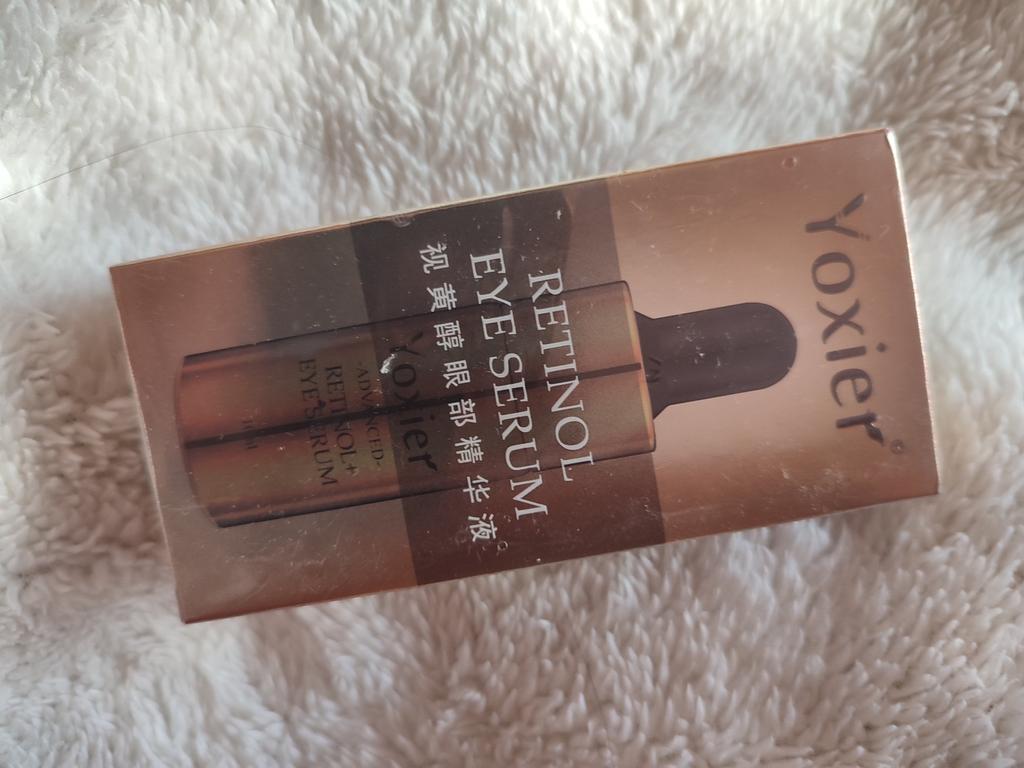 Yoxier®
RETINOL
EYE SERUM
视黄醇眼部精华液
Yoxier
·ADVANCED·
RETINOL+
EYE SERUM